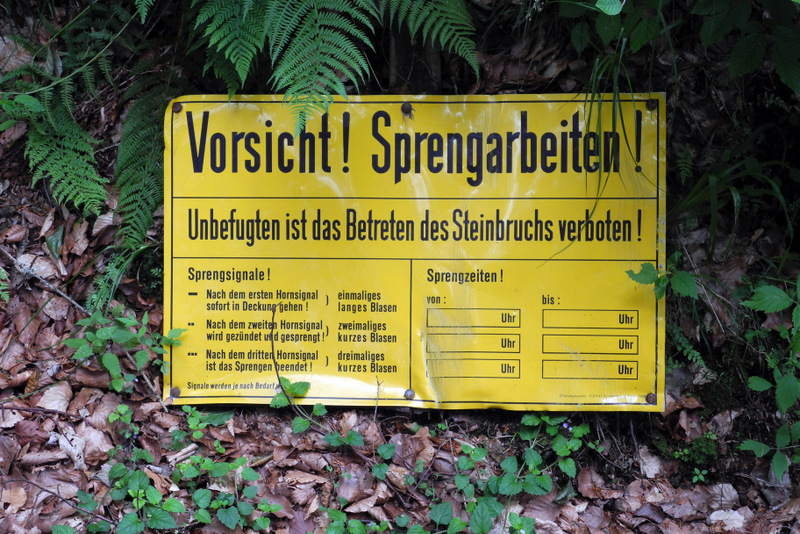 Vorsicht! Sprengarbeiten!
Unbefugten ist das Betreten des Steinbruchs verboten!
Sprengsignale!
Nach dem ersten Hornsignal
sofort in Deckung gehen!
) einmaliges
langes Blasen
Nach dem zweiten Hornsignal
wird gezündet und gesprengt!
) zweimaliges
kurzes Blasen
Nach dem dritten Hornsignal
ist das Sprengen beendet!
) dreimaliges
kurzes Blasen
Signale werden je nach Bedarf
Sprengzeiten!
von: bis:
Uhr Uhr
Uhr Uhr
Uhr Uhr